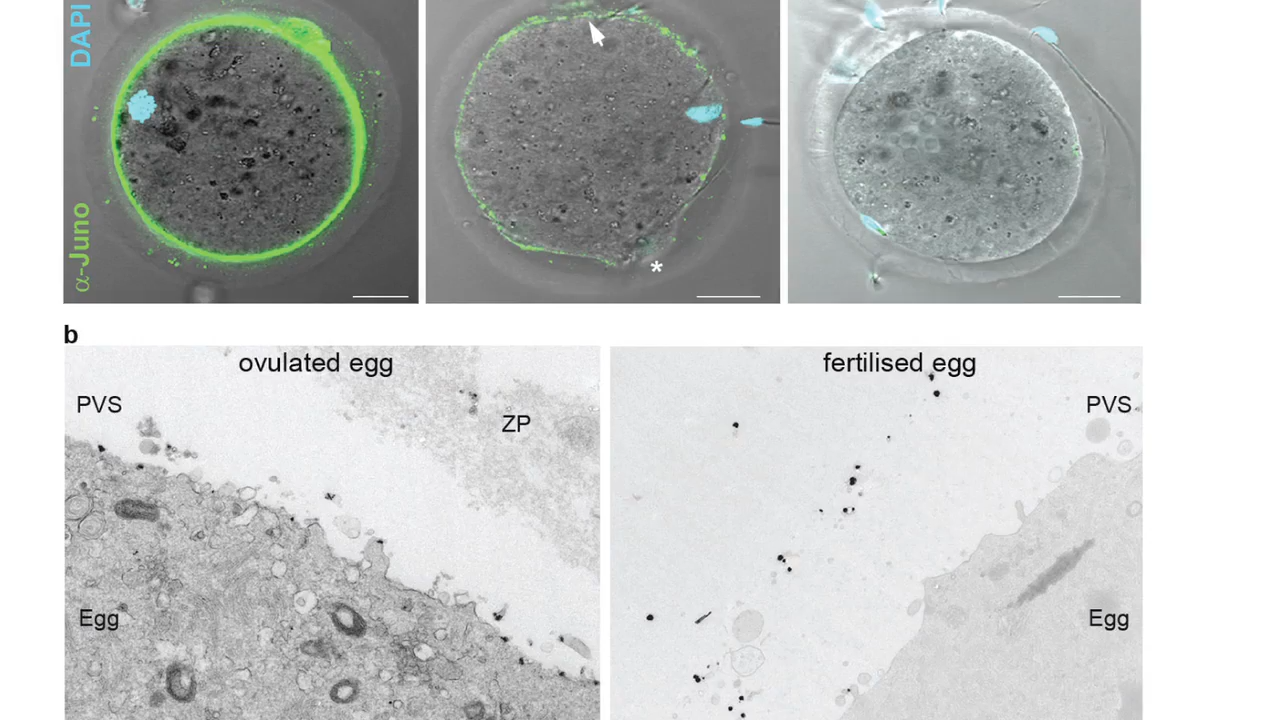 DAPI
α-Juno
*
b
ovulated egg
fertilised egg
PVS
ZP
PVS
Egg
Egg